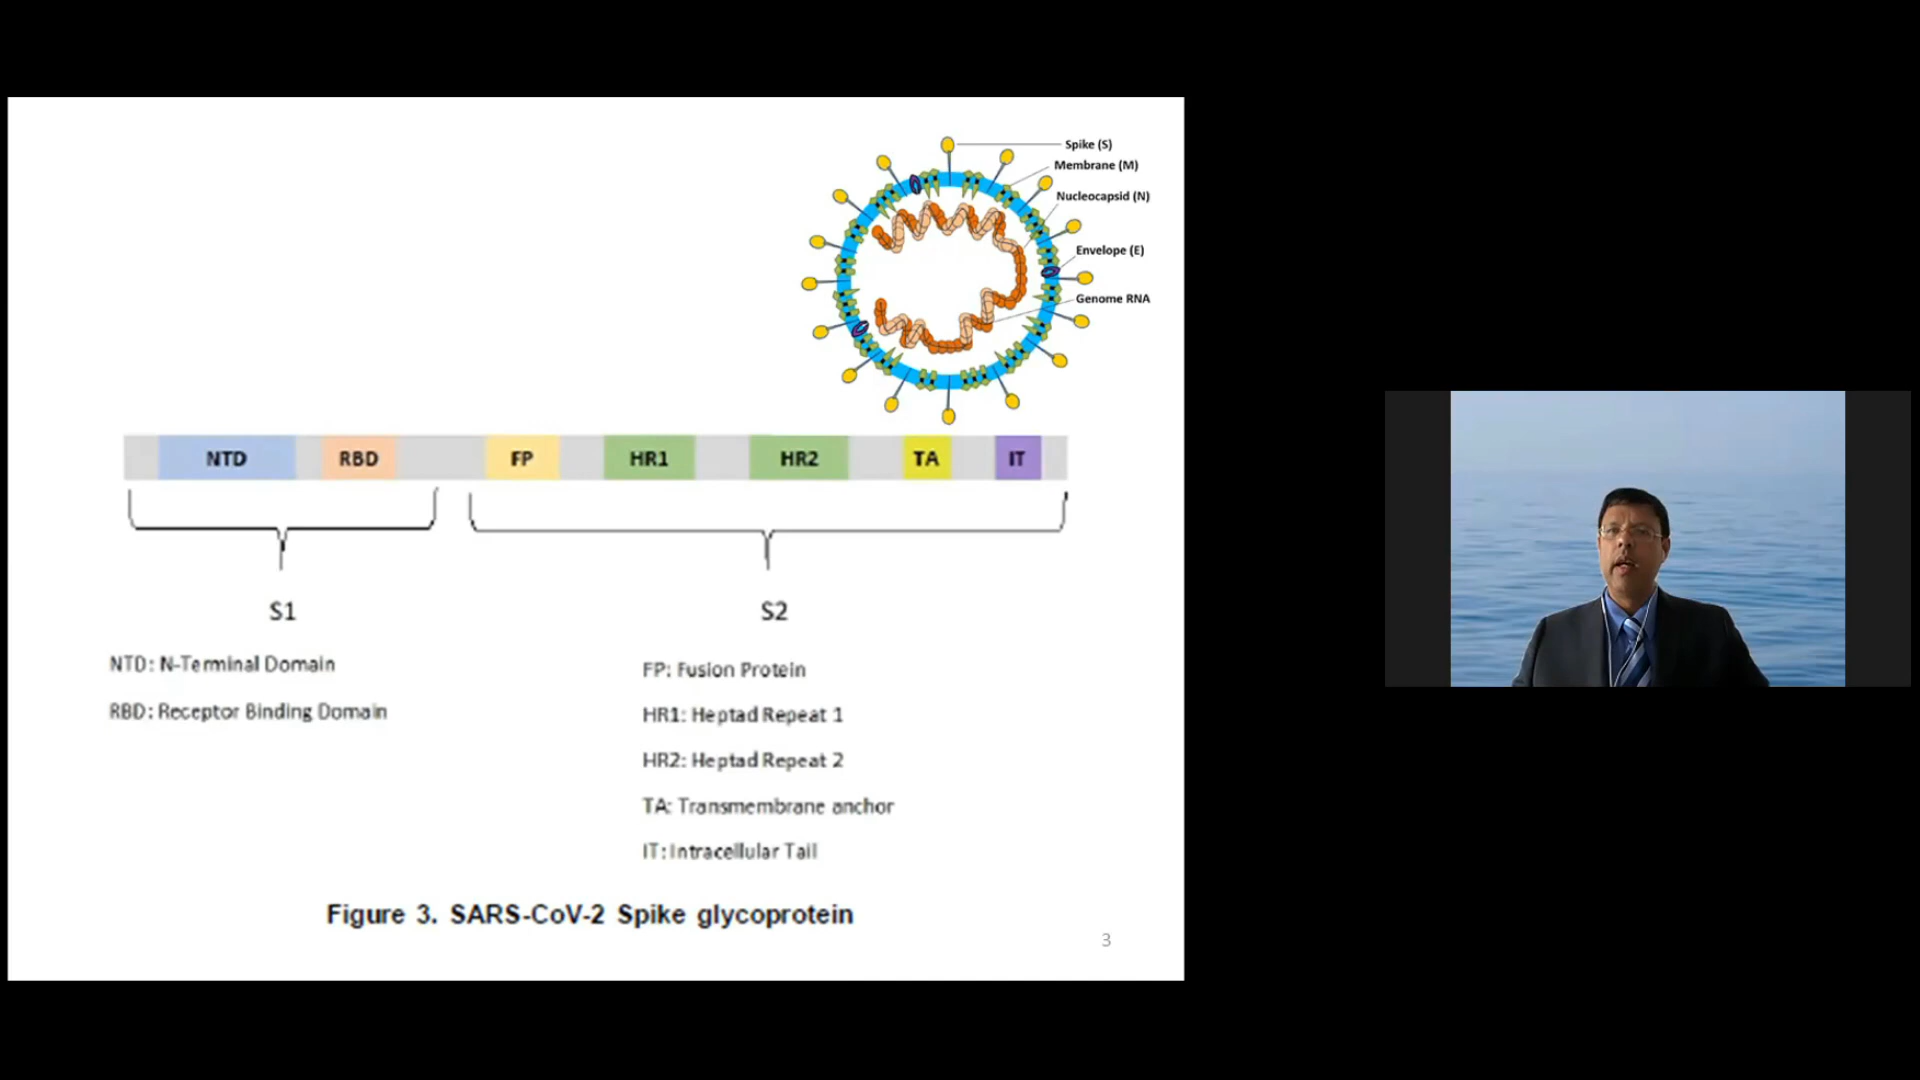 Spike (S)
Membrane (M)
Nucleocapsid (N)
Envelope (E)
Genome RNA
NTD RBD FP HR1 HR2 TA IT
S1 S2
NTD: N-Terminal Domain
RBD: Receptor Binding Domain
FP: Fusion Protein
HR1: Heptad Repeat 1
HR2: Heptad Repeat 2
TA: Transmembrane anchor
IT: Intracellular Tail
Figure 3. SARS-CoV-2 Spike glycoprotein
3